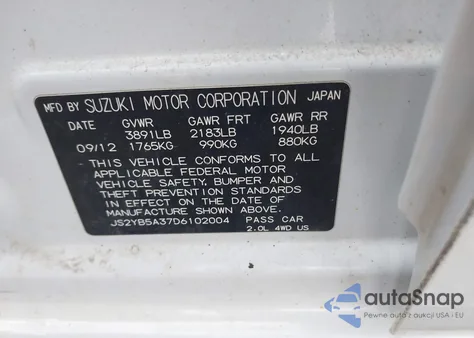 MFD BY SUZUKI MOTOR CORPORATION JAPAN
DATE GVWR GAWR FRT GAWR RR
3891LB 2183LB 1940LB
09/12 1765KG 990KG 880KG
- THIS VEHICLE CONFORMS TO ALL
APPLICABLE FEDERAL MOTOR
VEHICLE SAFETY, BUMPER AND
THEFT PREVENTION STANDARDS
IN EFFECT ON THE DATE OF
MANUFACTURE SHOWN ABOVE.-
JS2YB5A37D6102004 PASS CAR
2.0L 4WD US
autoSnap
Twoje auto z aukcji USA i EU